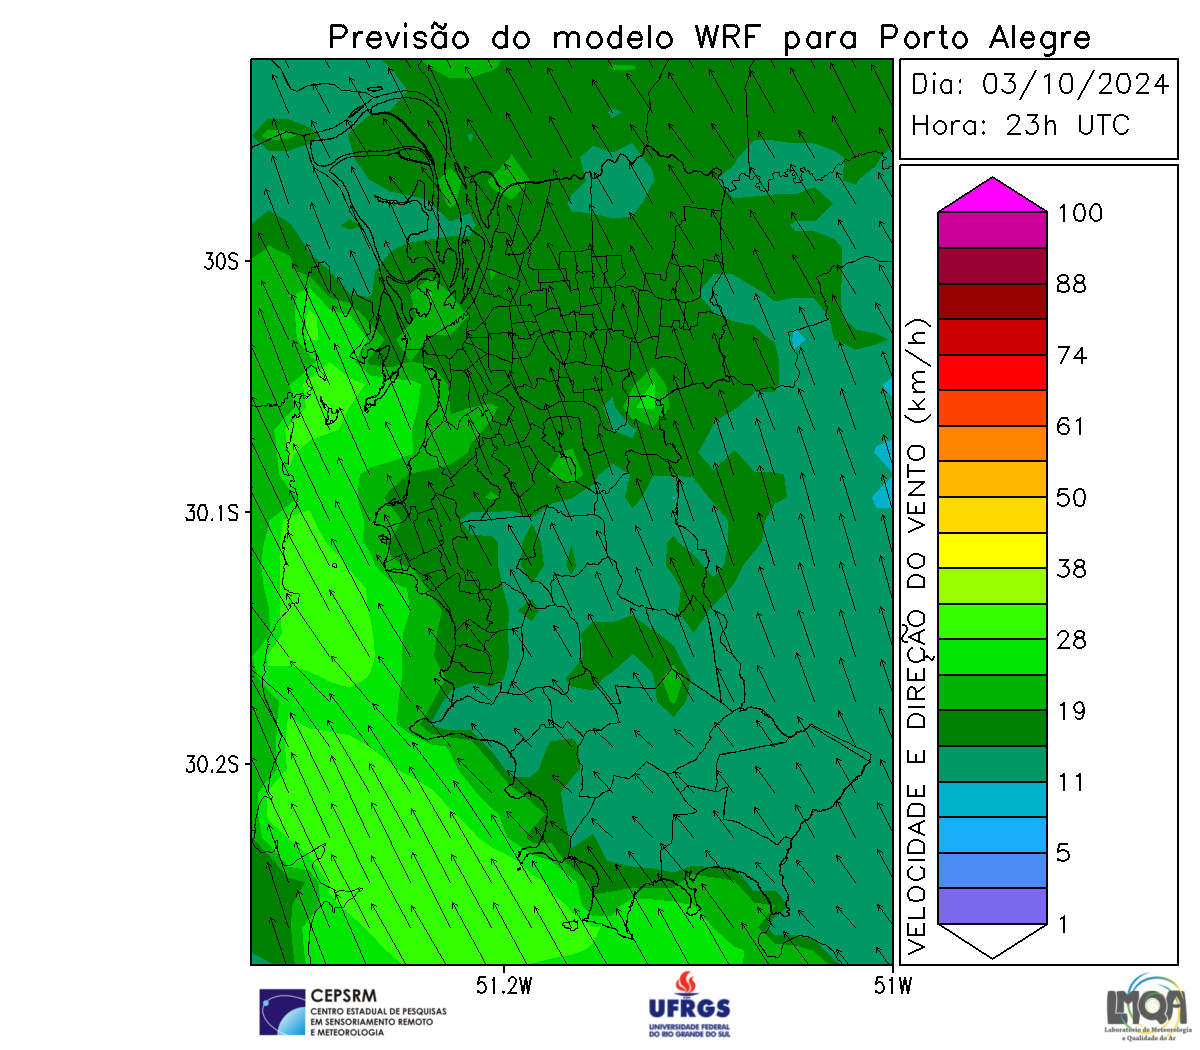 Previsão do modelo WRF para Porto Alegre
Dia: 03/10/2024
Hora: 23h UTC
30S
30.1S
30.2S
51.2W
51W
VELOCIDADE E DIREÇÃO DO VENTO (km/h)
100
88
74
61
50
38
28
19
11
5
1
CEPSRM
CENTRO ESTADUAL DE PESQUISAS
EM SENSORIAMENTO REMOTO
E METEOROLOGIA
UFRGS
UNIVERSIDADE FEDERAL
DO RIO GRANDE DO SUL
LMQA
Laboratório de Meteorologia
e Qualidade do Ar